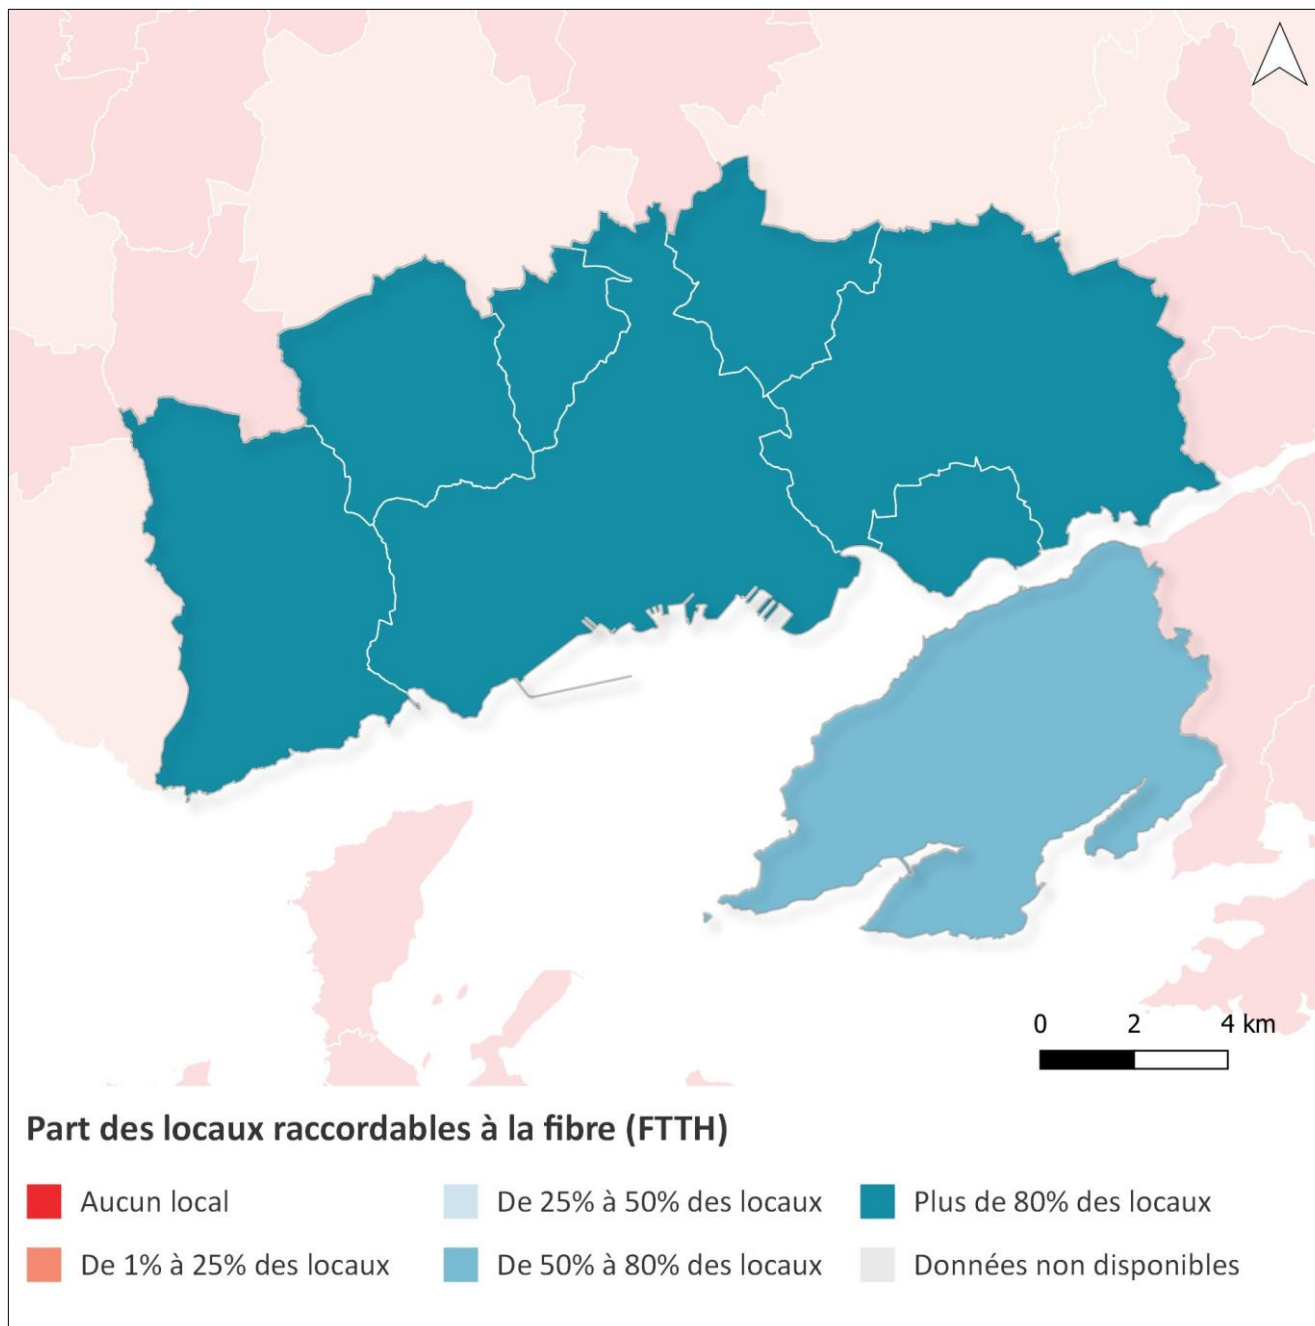 0 2 4 km
Part des locaux raccordables à la fibre (FTTH)
Aucun local
De 25% à 50% des locaux
Plus de 80% des locaux
De 1% à 25% des locaux
De 50% à 80% des locaux
Données non disponibles